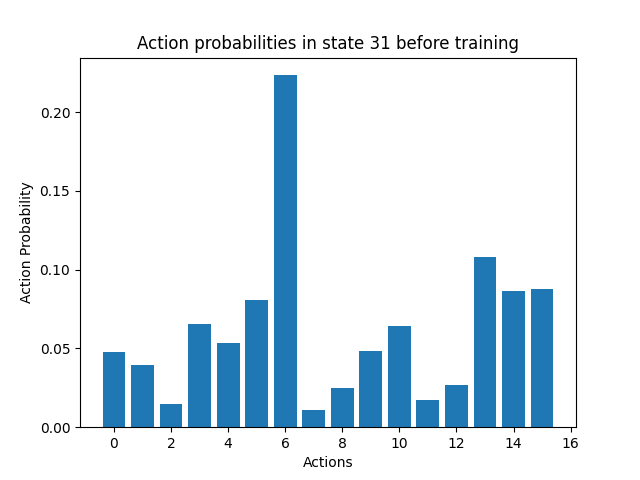 Action probabilities in state 31 before training
Action Probability
0.20
0.15
0.10
0.05
0.00
0 2 4 6 8 10 12 14 16
Actions